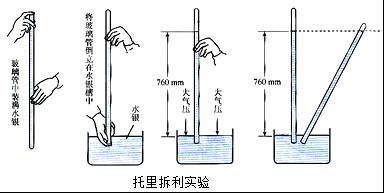 玻璃管中装满水银
将玻璃管倒立在水银槽中
水银
760 mm
大气压
大气压
760 mm
托里拆利实验